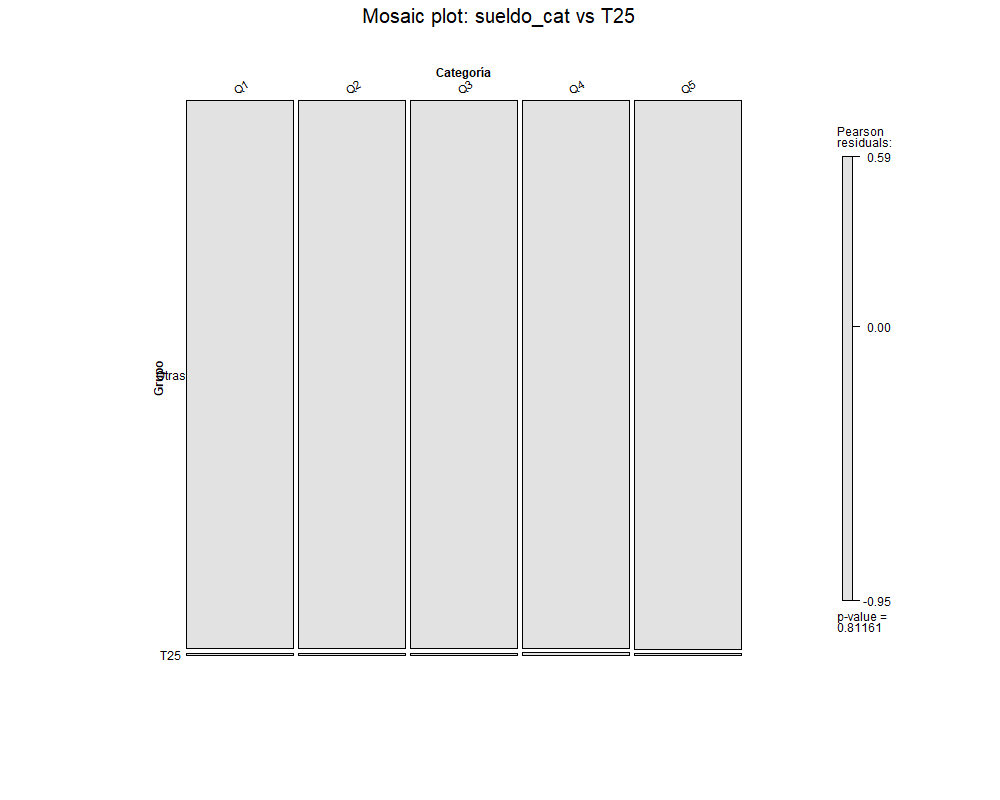 Mosaic plot: sueldo_cat vs T25
Categoría
Q1 Q2 Q3 Q4 Q5
Pearson
residuals:
0.59
0.00
-0.95
p-value =
0.81161
Grupo
Otras
T25